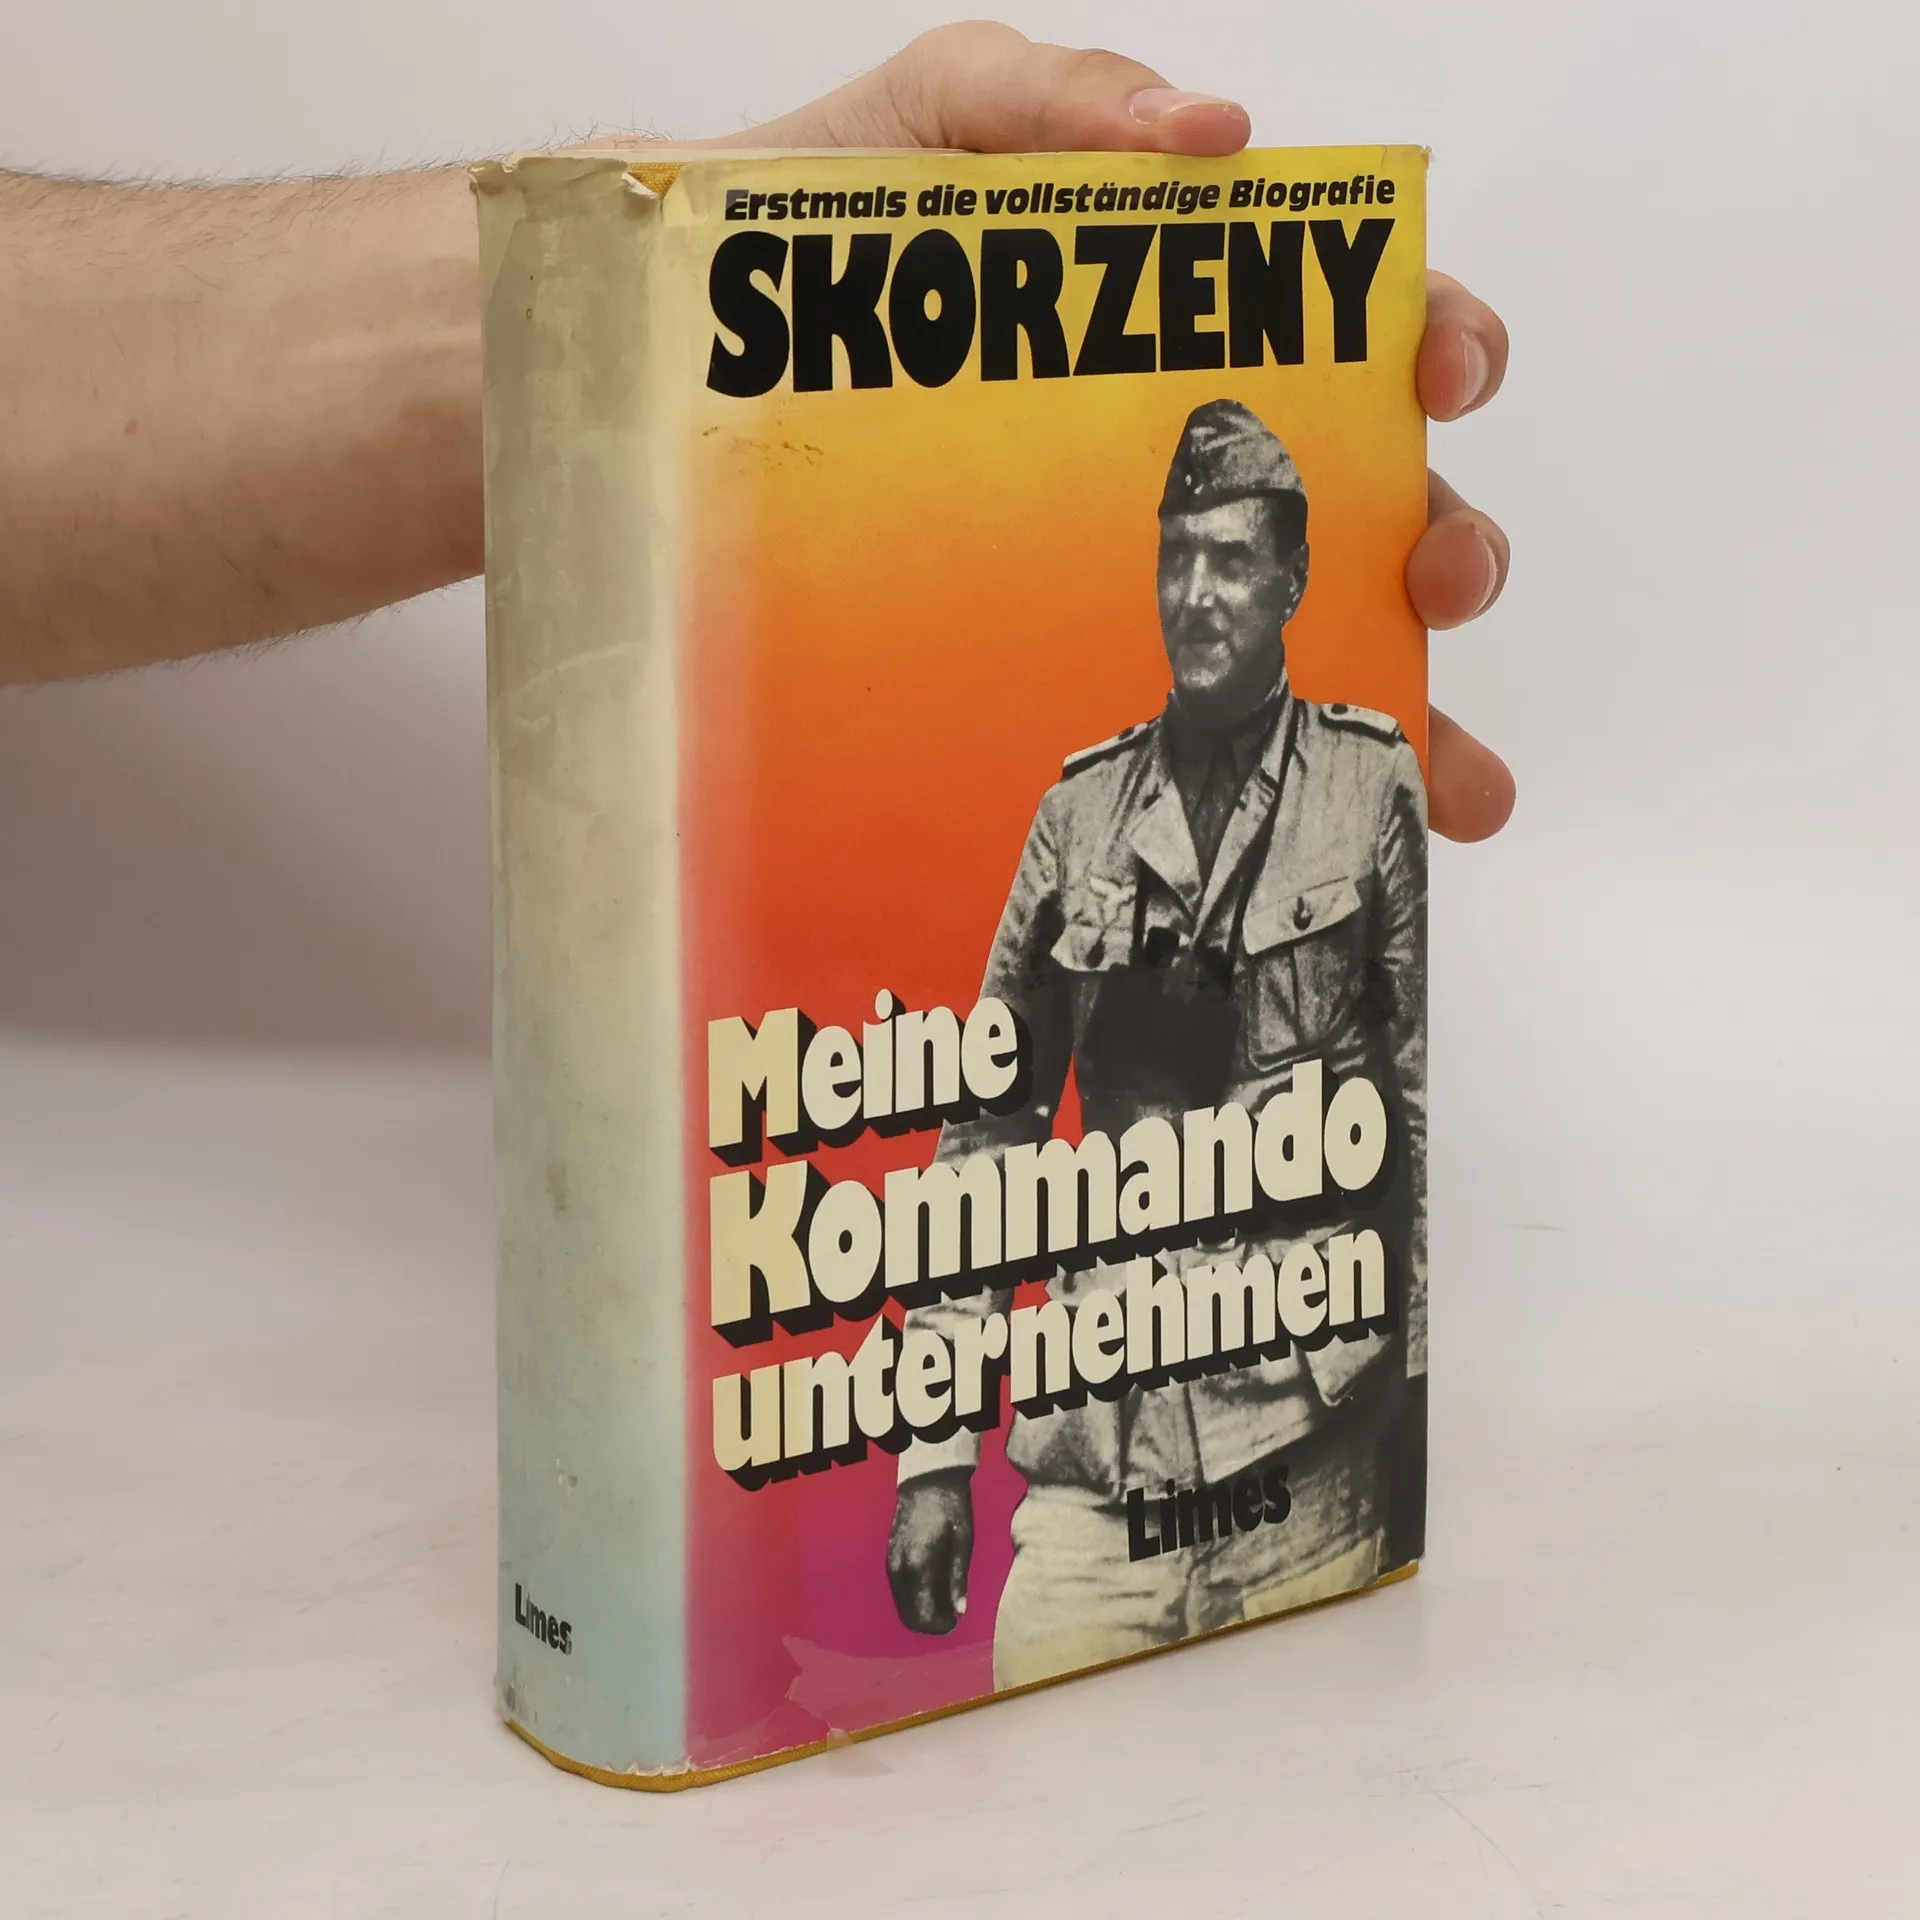 Erstmals die vollständige Biografie
SKORZENY
Meine
Kommando
unternehmen
Limes
Limes